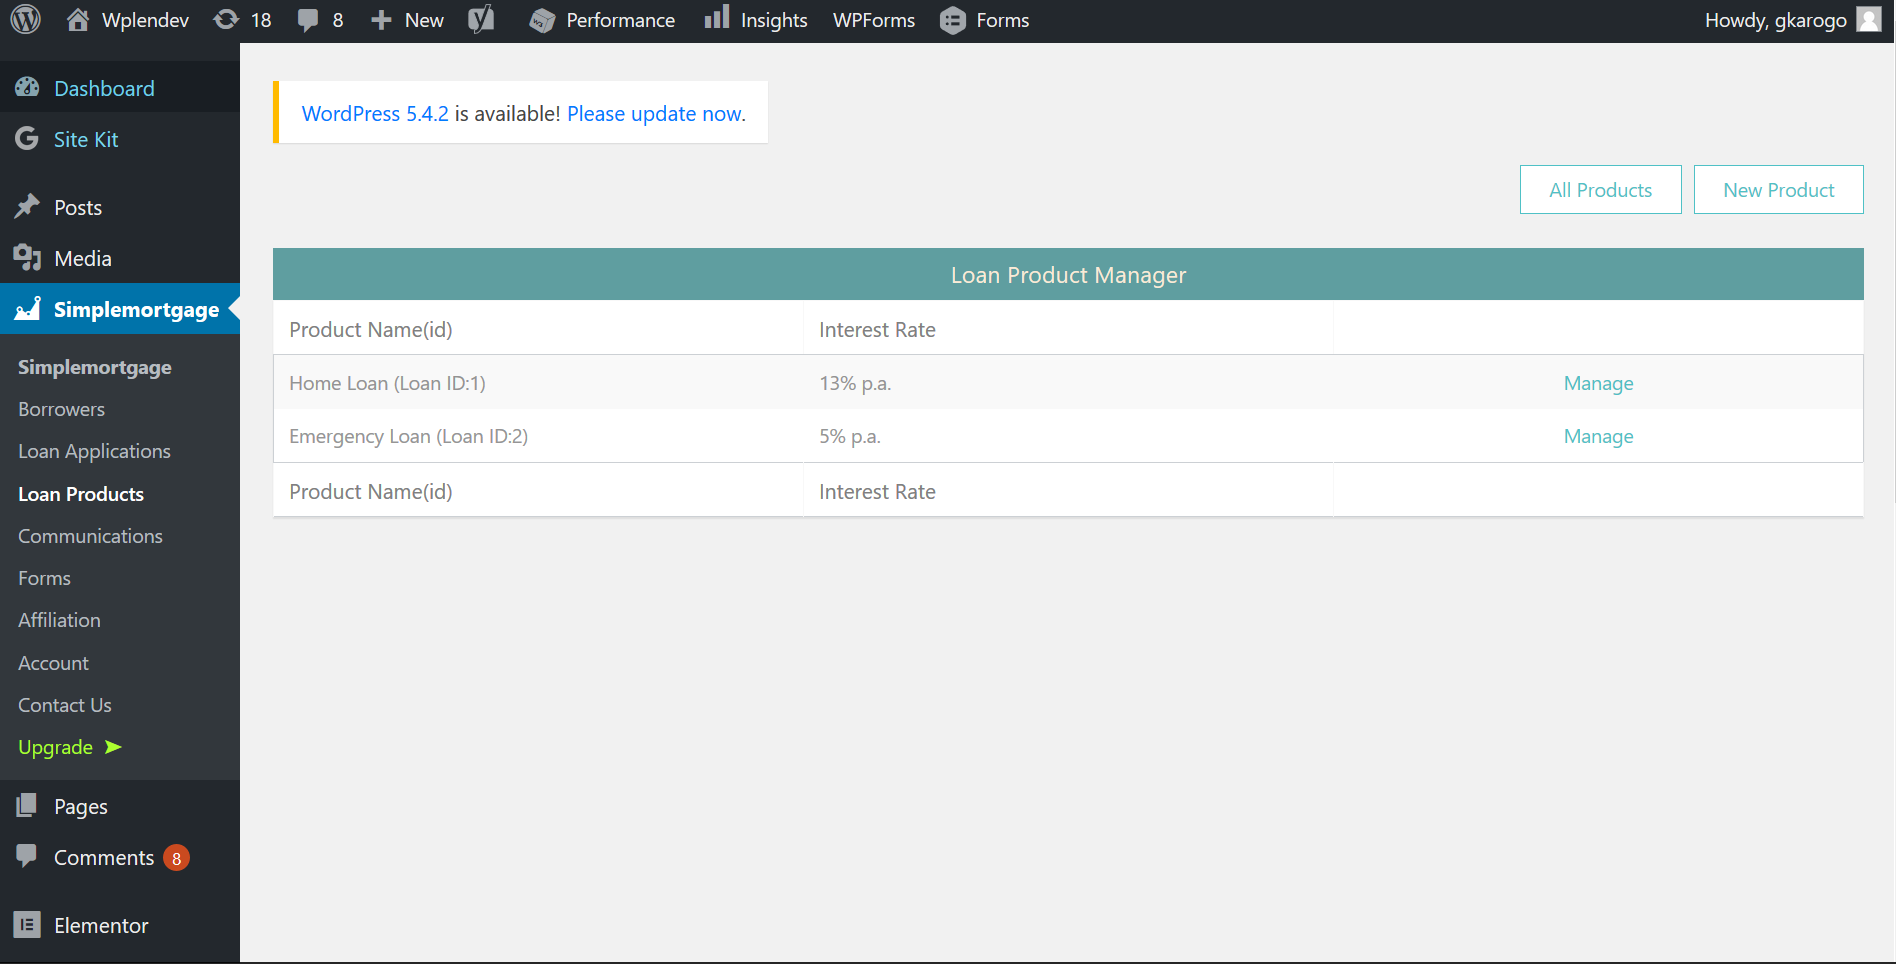 Wplendev 18 8 New Performance Insights WPForms Forms Howdy, gkarogo
Dashboard
Site Kit
Posts
Media
Simplemortgage
Simplemortgage
Borrowers
Loan Applications
Loan Products
Communications
Forms
Affiliation
Account
Contact Us
Upgrade ➤
Pages
Comments 8
Elementor
WordPress 5.4.2 is available! Please update now.
All Products New Product
Loan Product Manager
Product Name(id) Interest Rate
Home Loan (Loan ID:1) 13% p.a. Manage
Emergency Loan (Loan ID:2) 5% p.a. Manage
Product Name(id) Interest Rate